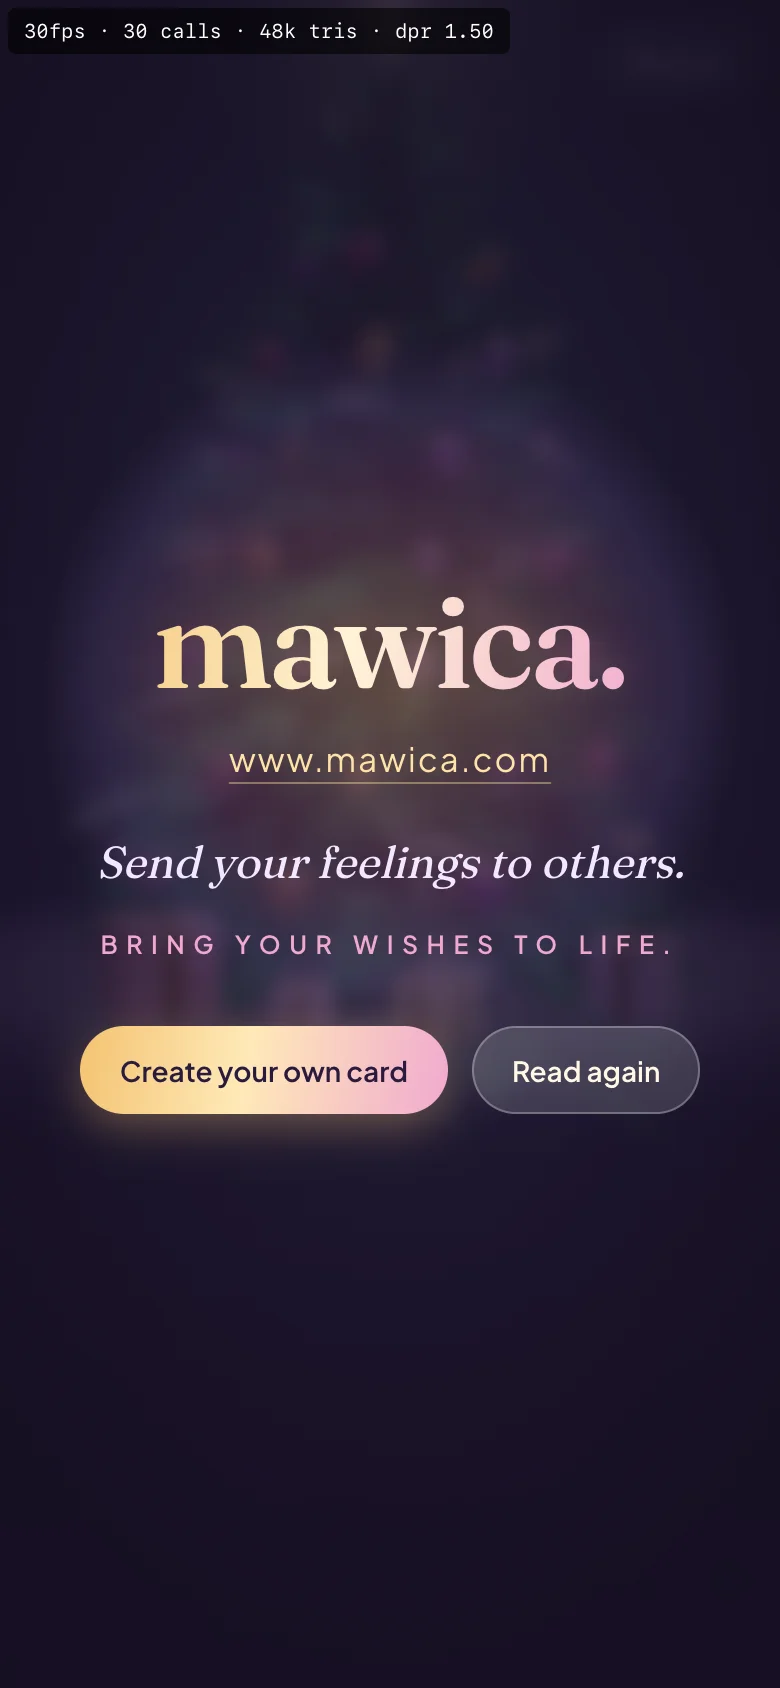 30fps · 30 calls · 48k tris · dpr 1.50
mawica.
www.mawica.com
Send your feelings to others.
BRING YOUR WISHES TO LIFE.
Create your own card
Read again